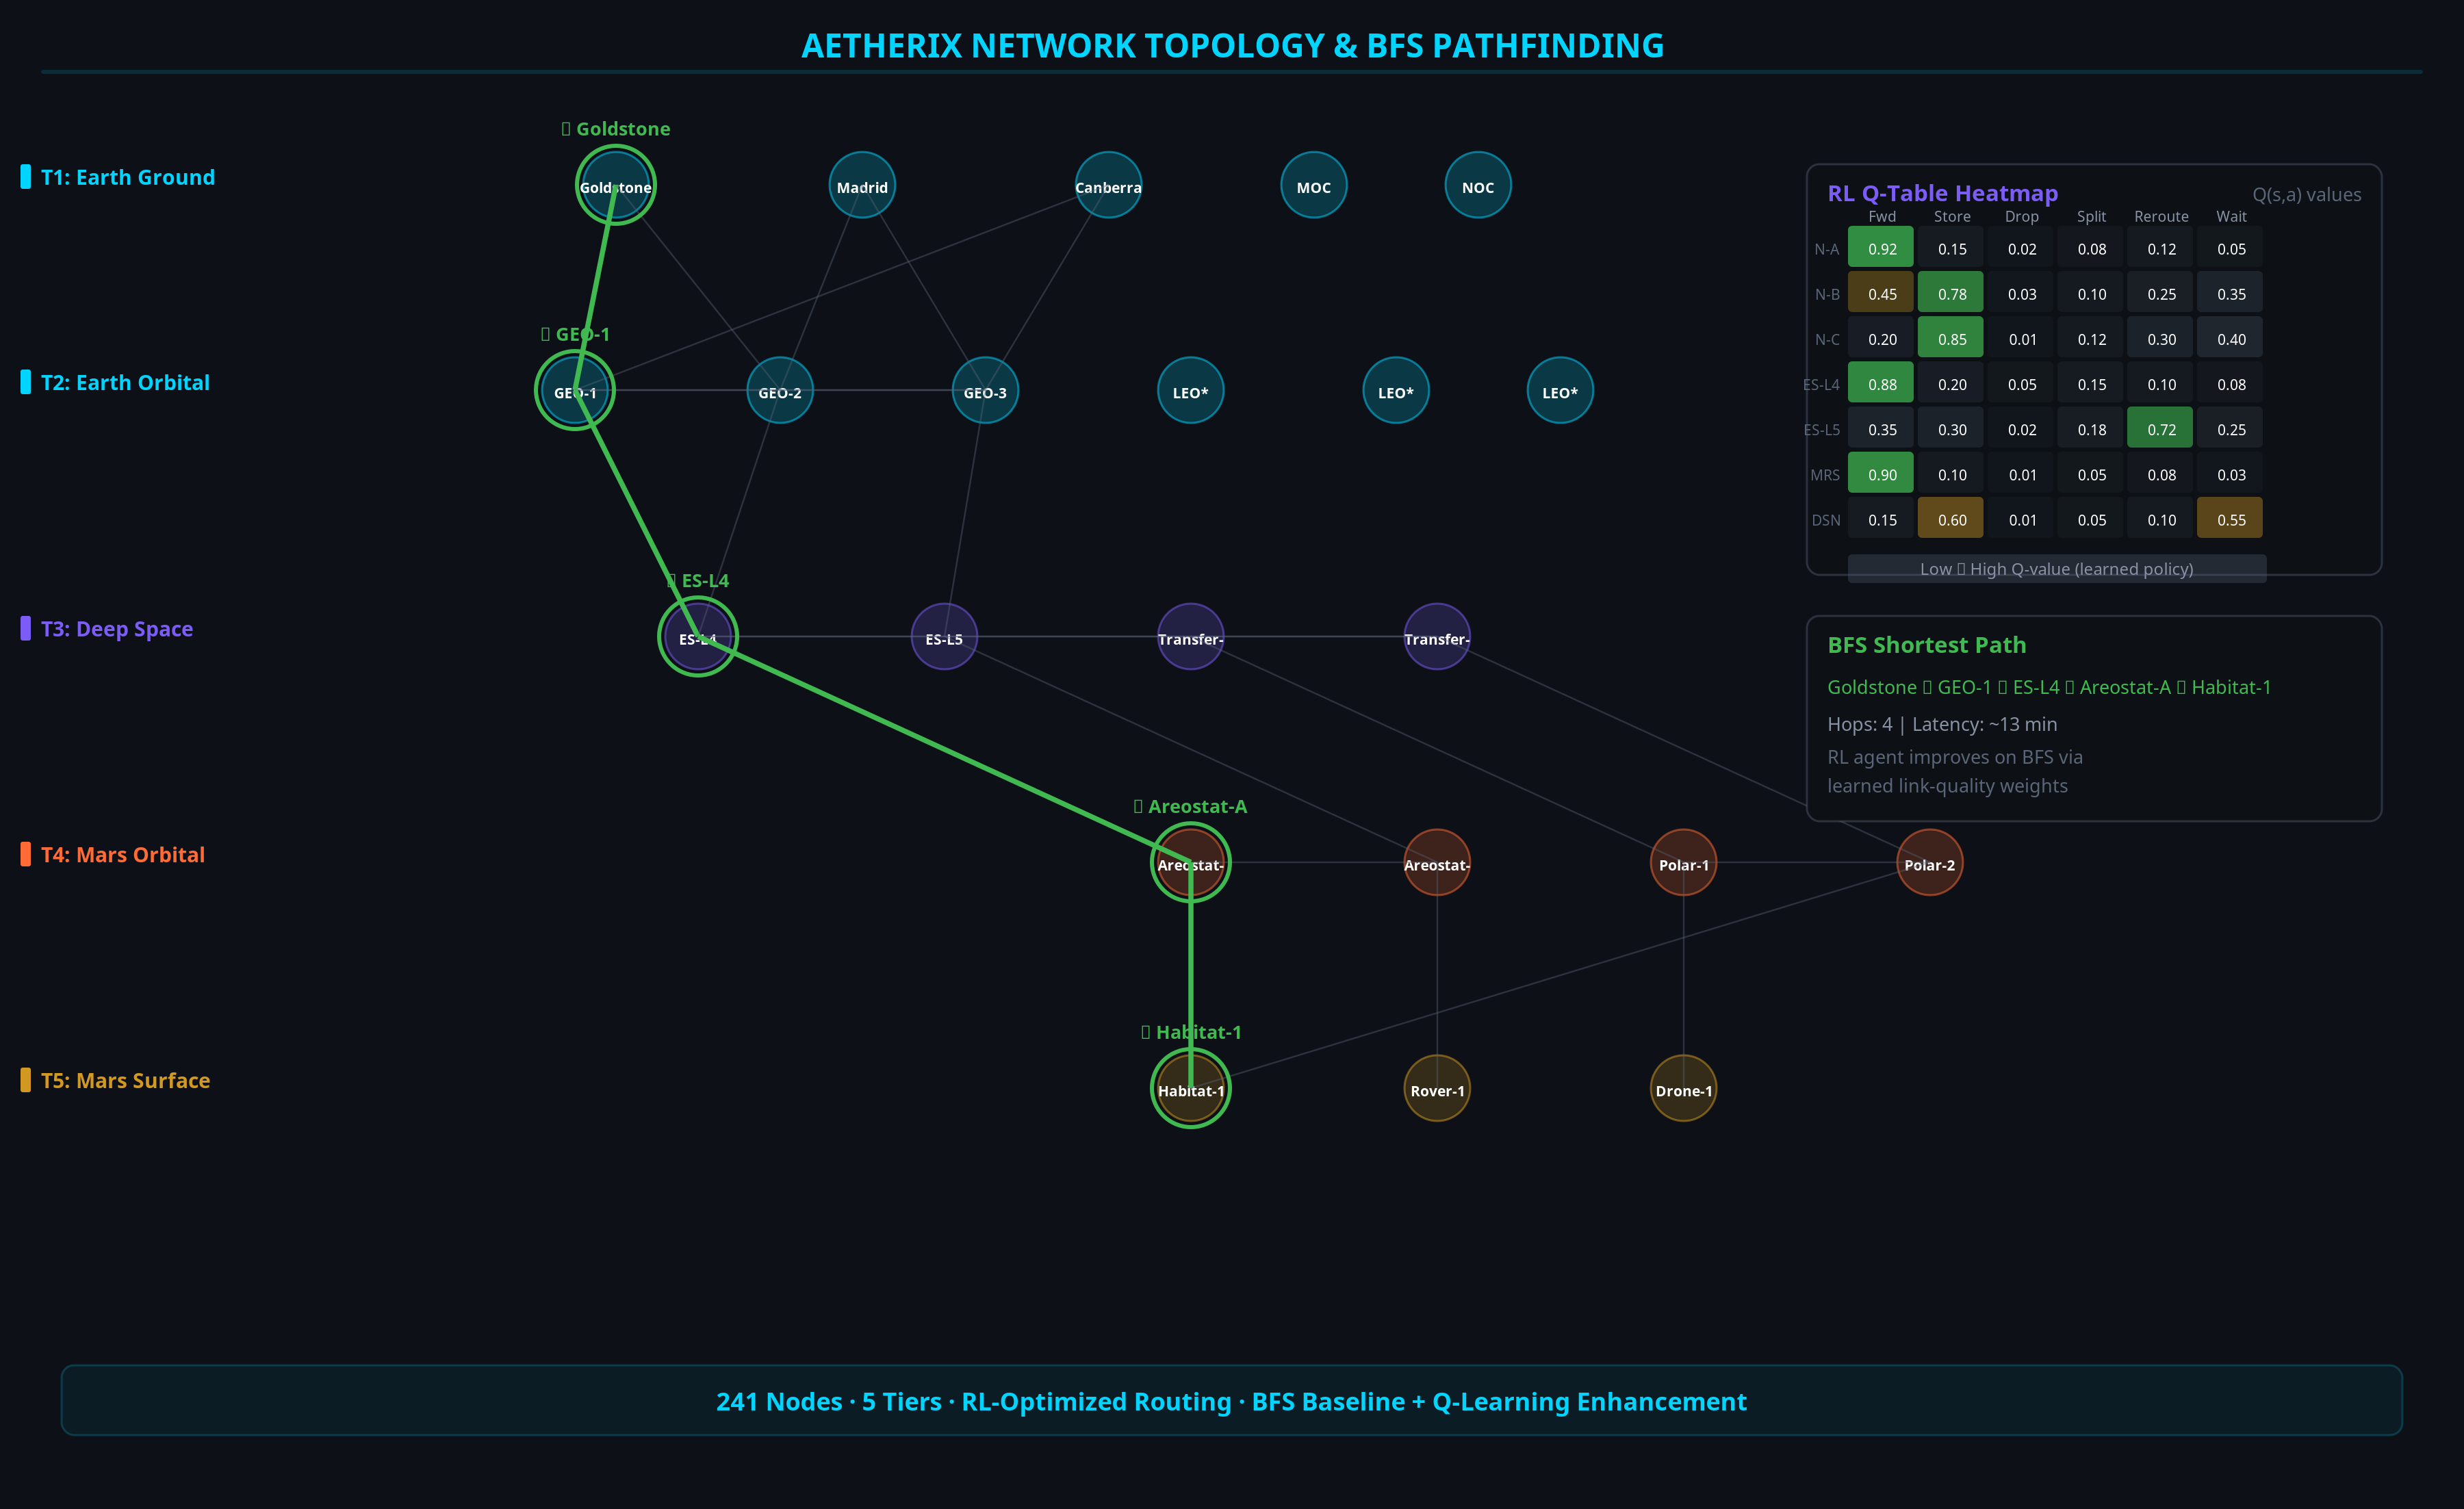 AETHERIX NETWORK TOPOLOGY & BFS PATHFINDING
T1: Earth Ground
▯ Goldstone
Goldstone
Madrid
Canberra
MOC
NOC
T2: Earth Orbital
▯ GEO-1
GEO-1
GEO-2
GEO-3
LEO*
LEO*
LEO*
T3: Deep Space
▯ ES-L4
ES-L4
ES-L5
Transfer-
Transfer-
T4: Mars Orbital
▯ Areostat-A
Areostat-
Areostat-
Polar-1
Polar-2
T5: Mars Surface
▯ Habitat-1
Habitat-1
Rover-1
Drone-1
RL Q-Table Heatmap
Q(s,a) values
Fwd Store Drop Split Reroute Wait
N-A 0.92 0.15 0.02 0.08 0.12 0.05
N-B 0.45 0.78 0.03 0.10 0.25 0.35
N-C 0.20 0.85 0.01 0.12 0.30 0.40
ES-L4 0.88 0.20 0.05 0.15 0.10 0.08
ES-L5 0.35 0.30 0.02 0.18 0.72 0.25
MRS 0.90 0.10 0.01 0.05 0.08 0.03
DSN 0.15 0.60 0.01 0.05 0.10 0.55
Low ▯ High Q-value (learned policy)
BFS Shortest Path
Goldstone ▯ GEO-1 ▯ ES-L4 ▯ Areostat-A ▯ Habitat-1
Hops: 4 | Latency: ~13 min
RL agent improves on BFS via
learned link-quality weights
241 Nodes · 5 Tiers · RL-Optimized Routing · BFS Baseline + Q-Learning Enhancement